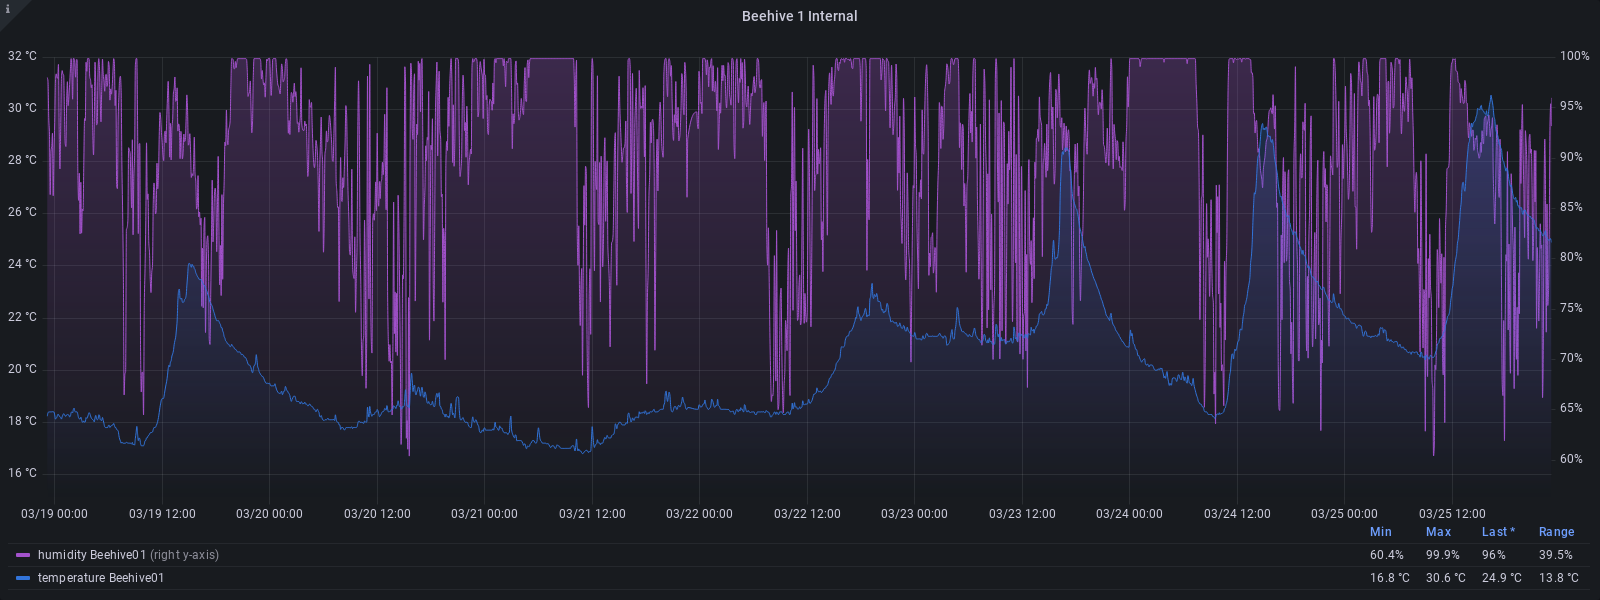 i
Beehive 1 Internal
32 °C 100%
30 °C 95%
28 °C 90%
26 °C 85%
24 °C 80%
22 °C 75%
20 °C 70%
18 °C 65%
16 °C 60%
03/19 00:00 03/19 12:00 03/20 00:00 03/20 12:00 03/21 00:00 03/21 12:00 03/22 00:00 03/22 12:00 03/23 00:00 03/23 12:00 03/24 00:00 03/24 12:00 03/25 00:00 03/25 12:00
Min Max Last * Range
humidity Beehive01 (right y-axis) 60.4% 99.9% 96% 39.5%
temperature Beehive01 16.8 °C 30.6 °C 24.9 °C 13.8 °C